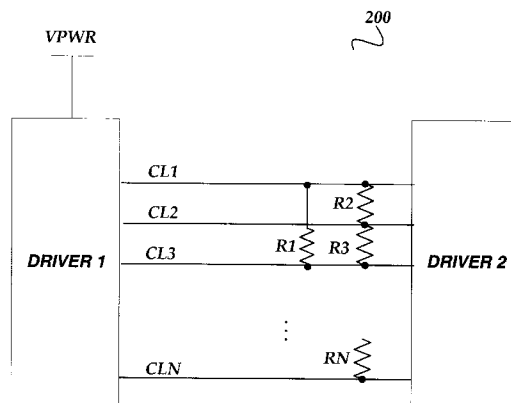 200
VPWR
CL1
R2
CL2
R1
R3
CL3
DRIVER 1
DRIVER 2
RN
CLN